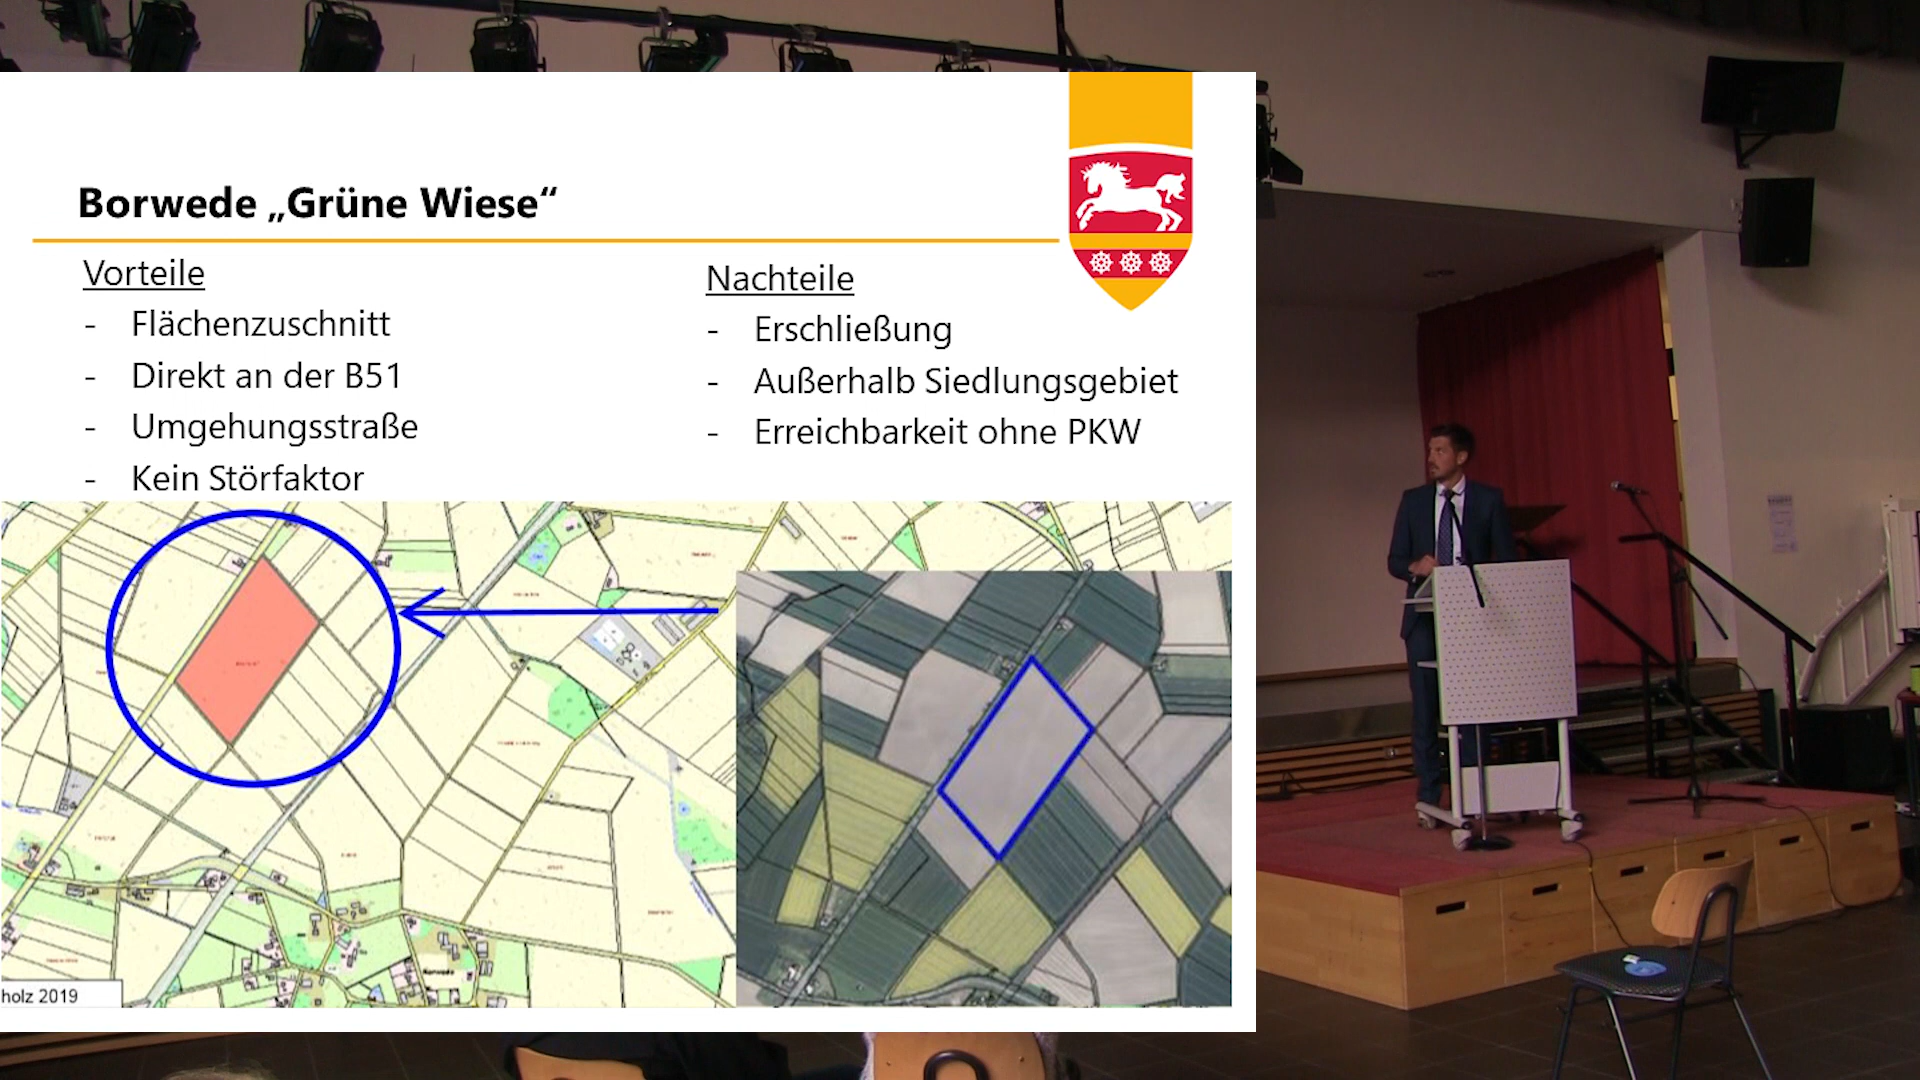 Borwede „Grüne Wiese“
Vorteile
- Flächenzuschnitt
- Direkt an der B51
- Umgehungsstraße
- Kein Störfaktor
Nachteile
- Erschließung
- Außerhalb Siedlungsgebiet
- Erreichbarkeit ohne PKW
holz 2019